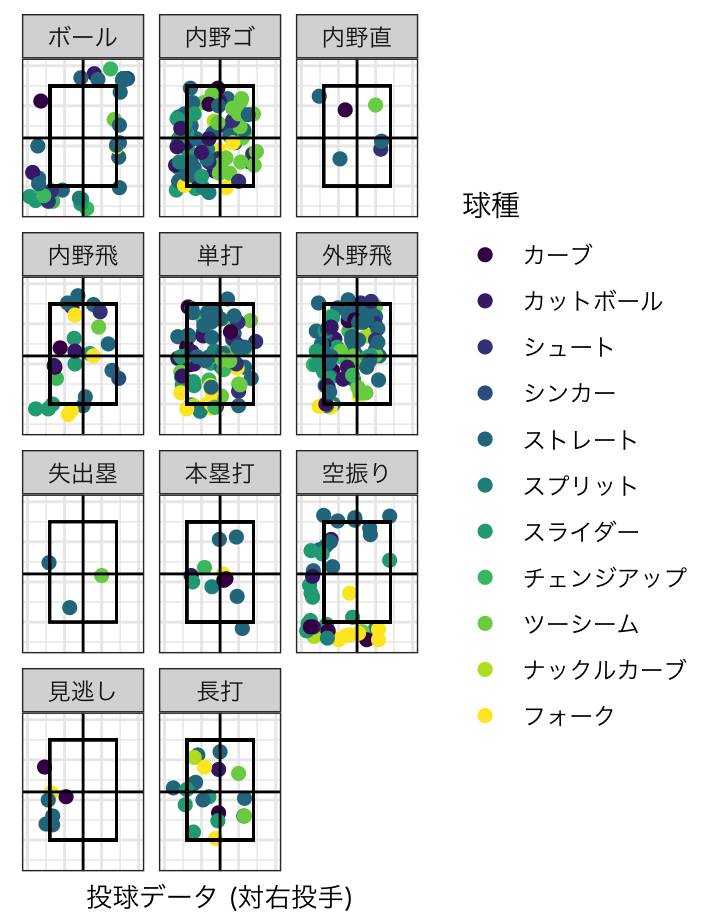 ボール
内野ゴ
内野直
内野飛
単打
外野飛
失出塁
本塁打
空振り
見逃し
長打
球種
カーブ
カットボール
シュート
シンカー
ストレート
スプリット
スライダー
チェンジアップ
ツーシーム
ナックルカーブ
フォーク
投球データ (対右投手)